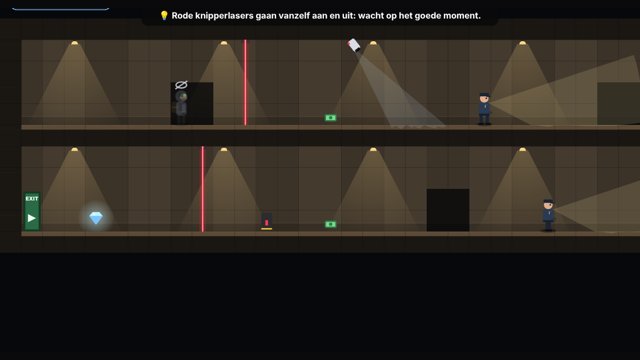 💡 Rode knipperlasers gaan vanzelf aan en uit: wacht op het goede moment.
EXIT